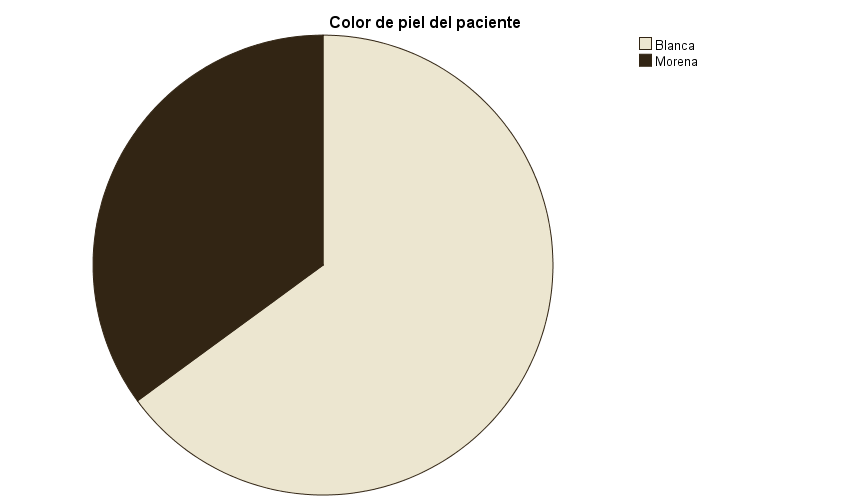 Color de piel del paciente
Blanca
Morena